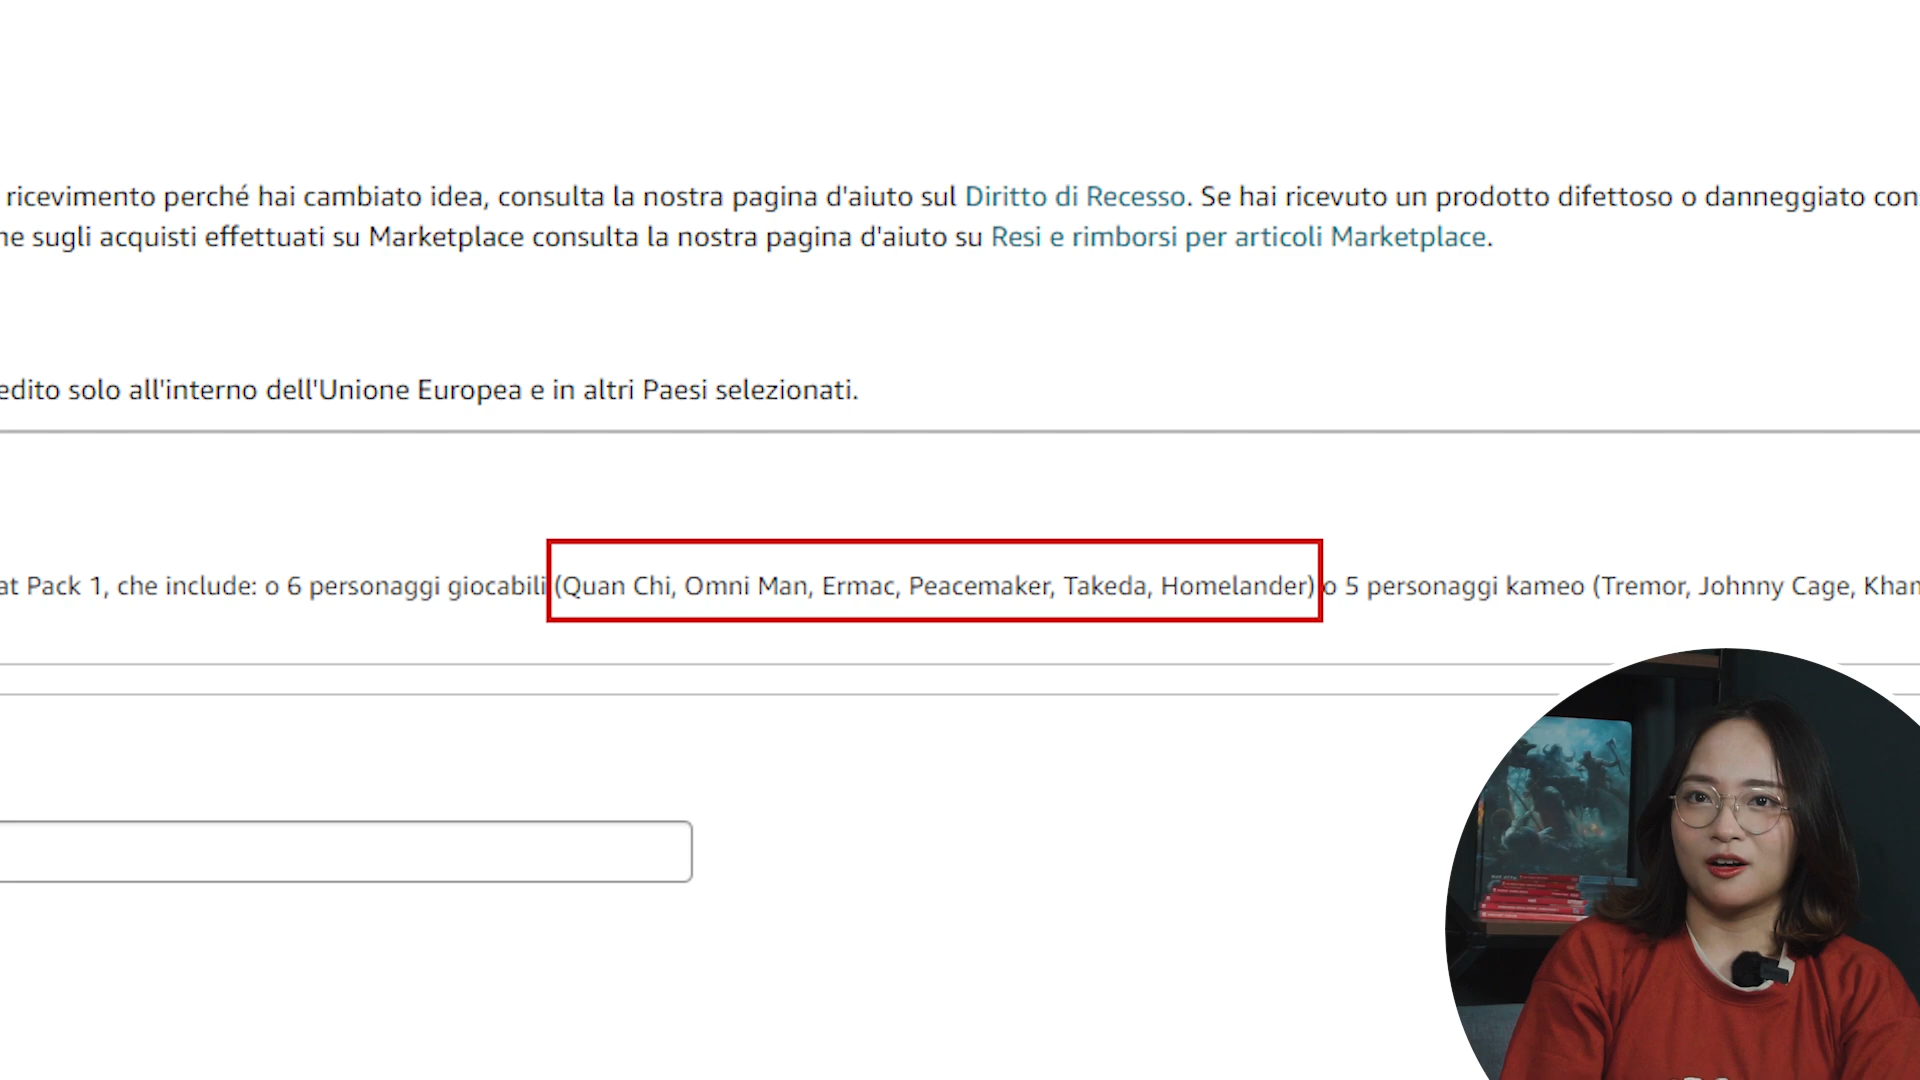 ricevimento perché hai cambiato idea, consulta la nostra pagina d'aiuto sul Diritto di Recesso. Se hai ricevuto un prodotto difettoso o danneggiato con
sugli acquisti effettuati su Marketplace consulta la nostra pagina d'aiuto su Resi e rimborsi per articoli Marketplace.
edito solo all'interno dell'Unione Europea e in altri Paesi selezionati.
at Pack 1, che include: o 6 personaggi giocabili (Quan Chi, Omni Man, Ermac, Peacemaker, Takeda, Homelander) o 5 personaggi kameo (Tremor, Johnny Cage, Khan